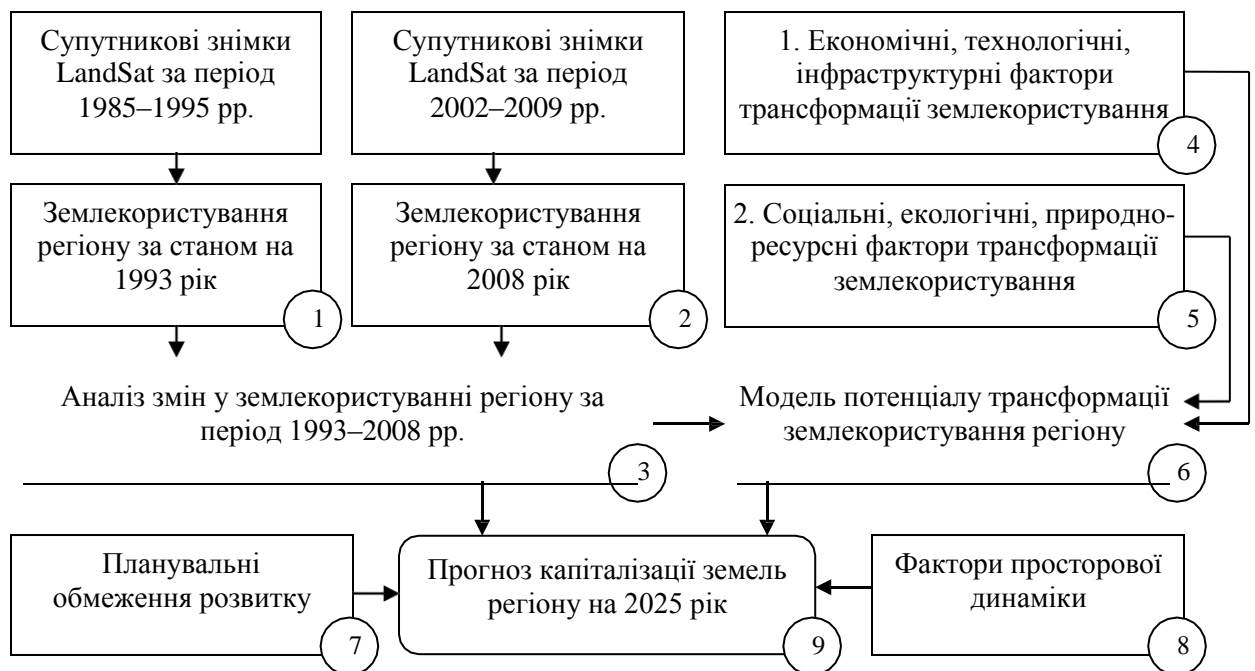 Супутникові знімки
LandSat за період
1985–1995 рр.
Супутникові знімки
LandSat за період
2002–2009 рр.
1. Економічні, технологічні,
інфраструктурні фактори
трансформації землекористування
4
Землекористування
регіону за станом на
1993 рік
1
Землекористування
регіону за станом на
2008 рік
2
2. Соціальні, екологічні, природно-
ресурсні фактори трансформації
землекористування
5
Аналіз змін у землекористуванні регіону за
період 1993–2008 рр.
3
Модель потенціалу трансформації
землекористування регіону
6
Планувальні
обмеження розвитку
7
Прогноз капіталізації земель
регіону на 2025 рік
9
Фактори просторової
динаміки
8